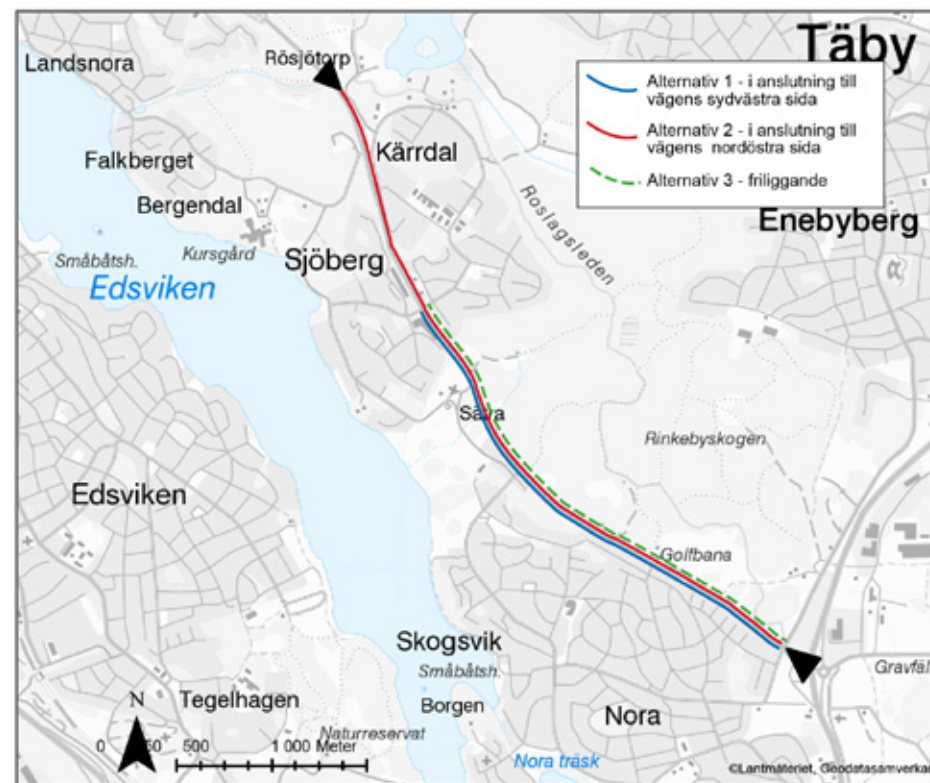 Täby
Landsnora
Rösjötorp
Alternativ 1 - i anslutning till
vägens sydvästra sida
Alternativ 2 - i anslutning till
vägens nordöstra sida
Alternativ 3 - friliggande
Kärrdal
Falkberget
Bergendal
Roslagsleden
Enebyberg
Kursgård
Sjöberg
Småbåtsh.
Edsviken
Rinkebyskogen
Edsviken
Golfbana
Skogsvik
Småbåtsh.
Gravfäl
Tegelhagen
Borgen
Nora
N
Naturreservat
0
500
1 000 Meter
Nora träsk
©Lantmäteriet, Geodatasamverkan